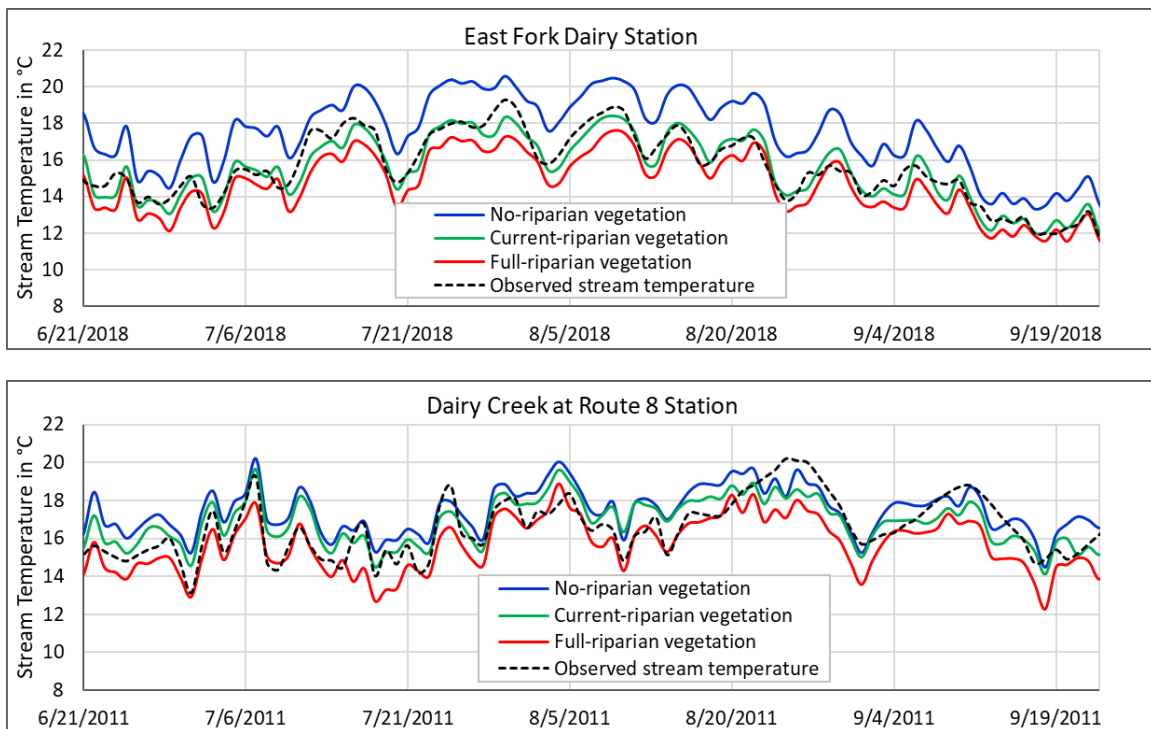 East Fork Dairy Station
Stream Temperature in °C
22
20
18
16
14
12
10
8
No-riparian vegetation
Current-riparian vegetation
Full-riparian vegetation
Observed stream temperature
6/21/2018 7/6/2018 7/21/2018 8/5/2018 8/20/2018 9/4/2018 9/19/2018
Dairy Creek at Route 8 Station
Stream Temperature in °C
22
20
18
16
14
12
10
8
No-riparian vegetation
Current-riparian vegetation
Full-riparian vegetation
Observed stream temperature
6/21/2011 7/6/2011 7/21/2011 8/5/2011 8/20/2011 9/4/2011 9/19/2011